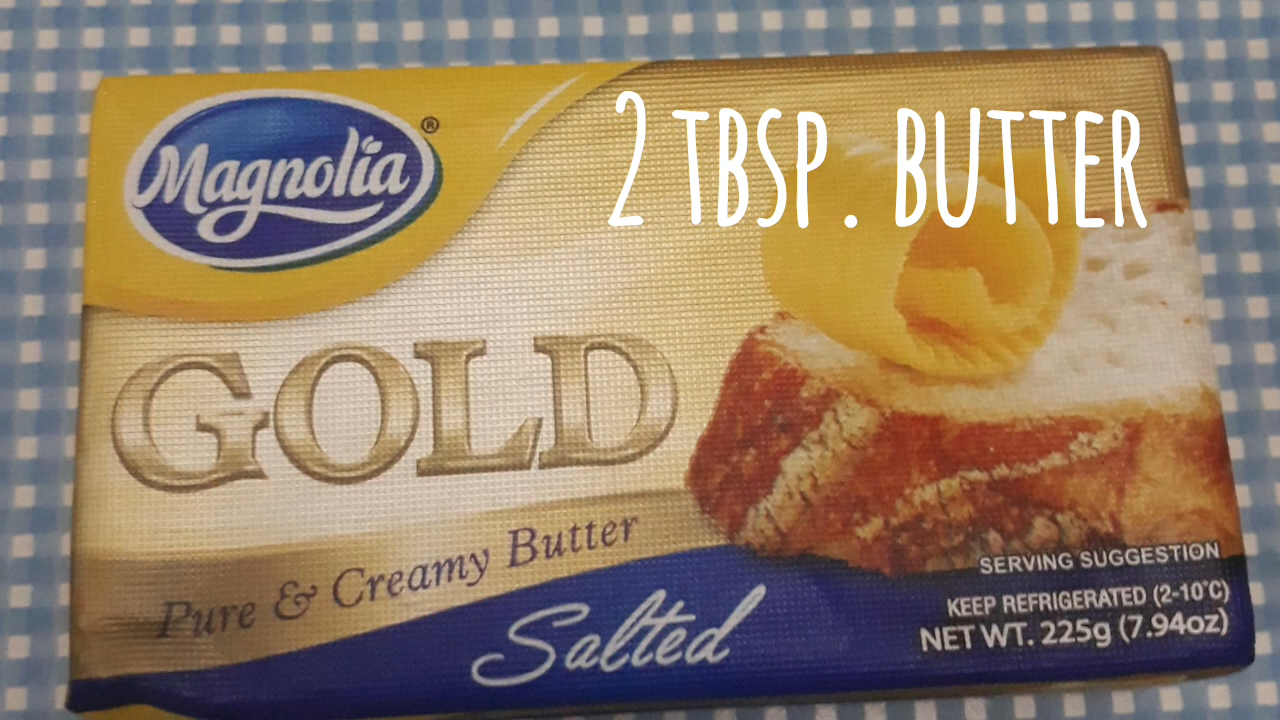 Magnolia ®
2 TBSP. BUTTER
GOLD
Pure & Creamy Butter
Salted
SERVING SUGGESTION
KEEP REFRIGERATED (2-10°C)
NET WT. 225g (7.94oz)